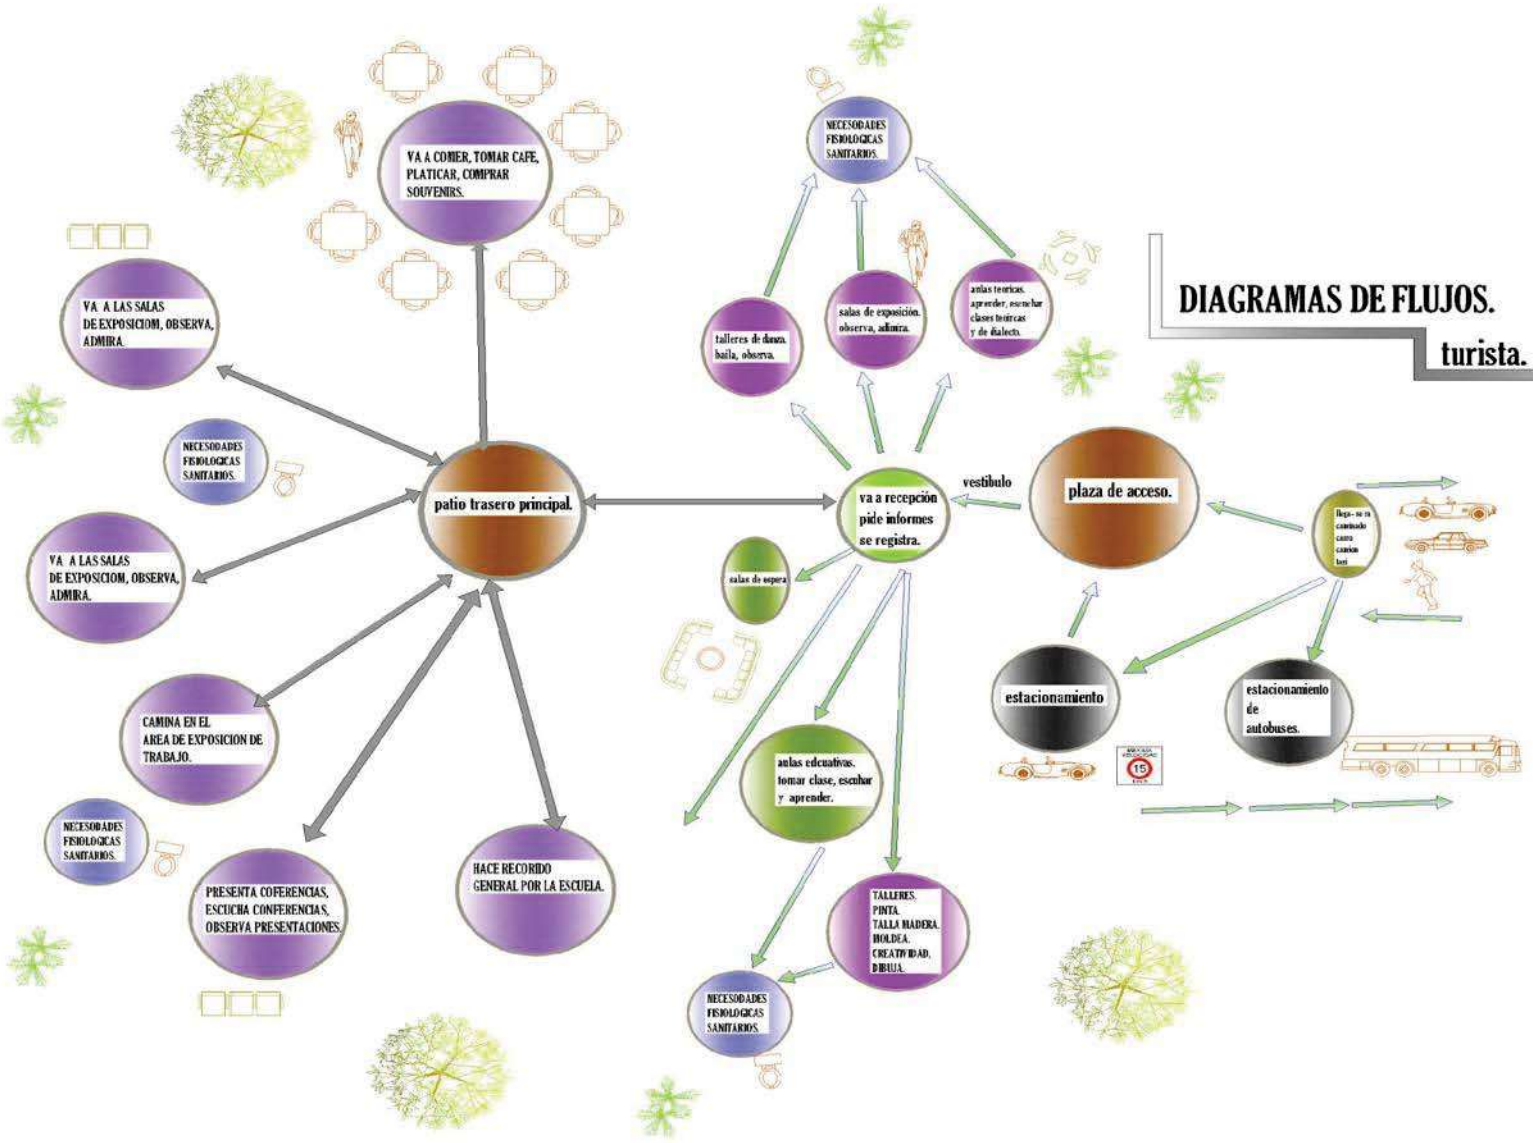 DIAGRAMAS DE FLUJOS.
turista.
VA A COMER, TOMAR CAFE,
PLATICAR, COMPRAR
SOUVENIRS.
VA A LAS SALAS
DE EXPOSICIOM, OBSERVA,
ADMIRA.
NECESODADES
FISIOLOGICAS
SANITARIOS.
VA A LAS SALAS
DE EXPOSICIOM, OBSERVA,
ADMIRA.
CAMINA EN EL
AREA DE EXPOSICION DE
TRABAJO.
NECESODADES
FISIOLOGICAS
SANITARIOS.
PRESENTA COFERENCIAS,
ESCUCHA CONFERENCIAS,
OBSERVA PRESENTACIONES.
HACE RECORIDO
GENERAL POR LA ESCUELA.
patio trasero principal.
NECESODADES
FISIOLOGICAS
SANITARIOS.
talleres de danza.
baila, observa.
salas de exposición.
observa, admira.
aulas teoricas.
aprender, escuchar
clases teoircas
y de dialecto.
va a recepción
pide informes
se registra.
vestibulo
plaza de acceso.
salas de espera
caminado
carro
camion
taxi
estacionamiento
estacionamiento
de
autobuses.
15
aulas edcuativas.
tomar clase, escuhar
y aprender.
TALLERES.
PINTA.
TALLA MADERA.
MOLDEA.
CREATIVIDAD.
DIBUJA.
NECESODADES
FISIOLOGICAS
SANITARIOS.